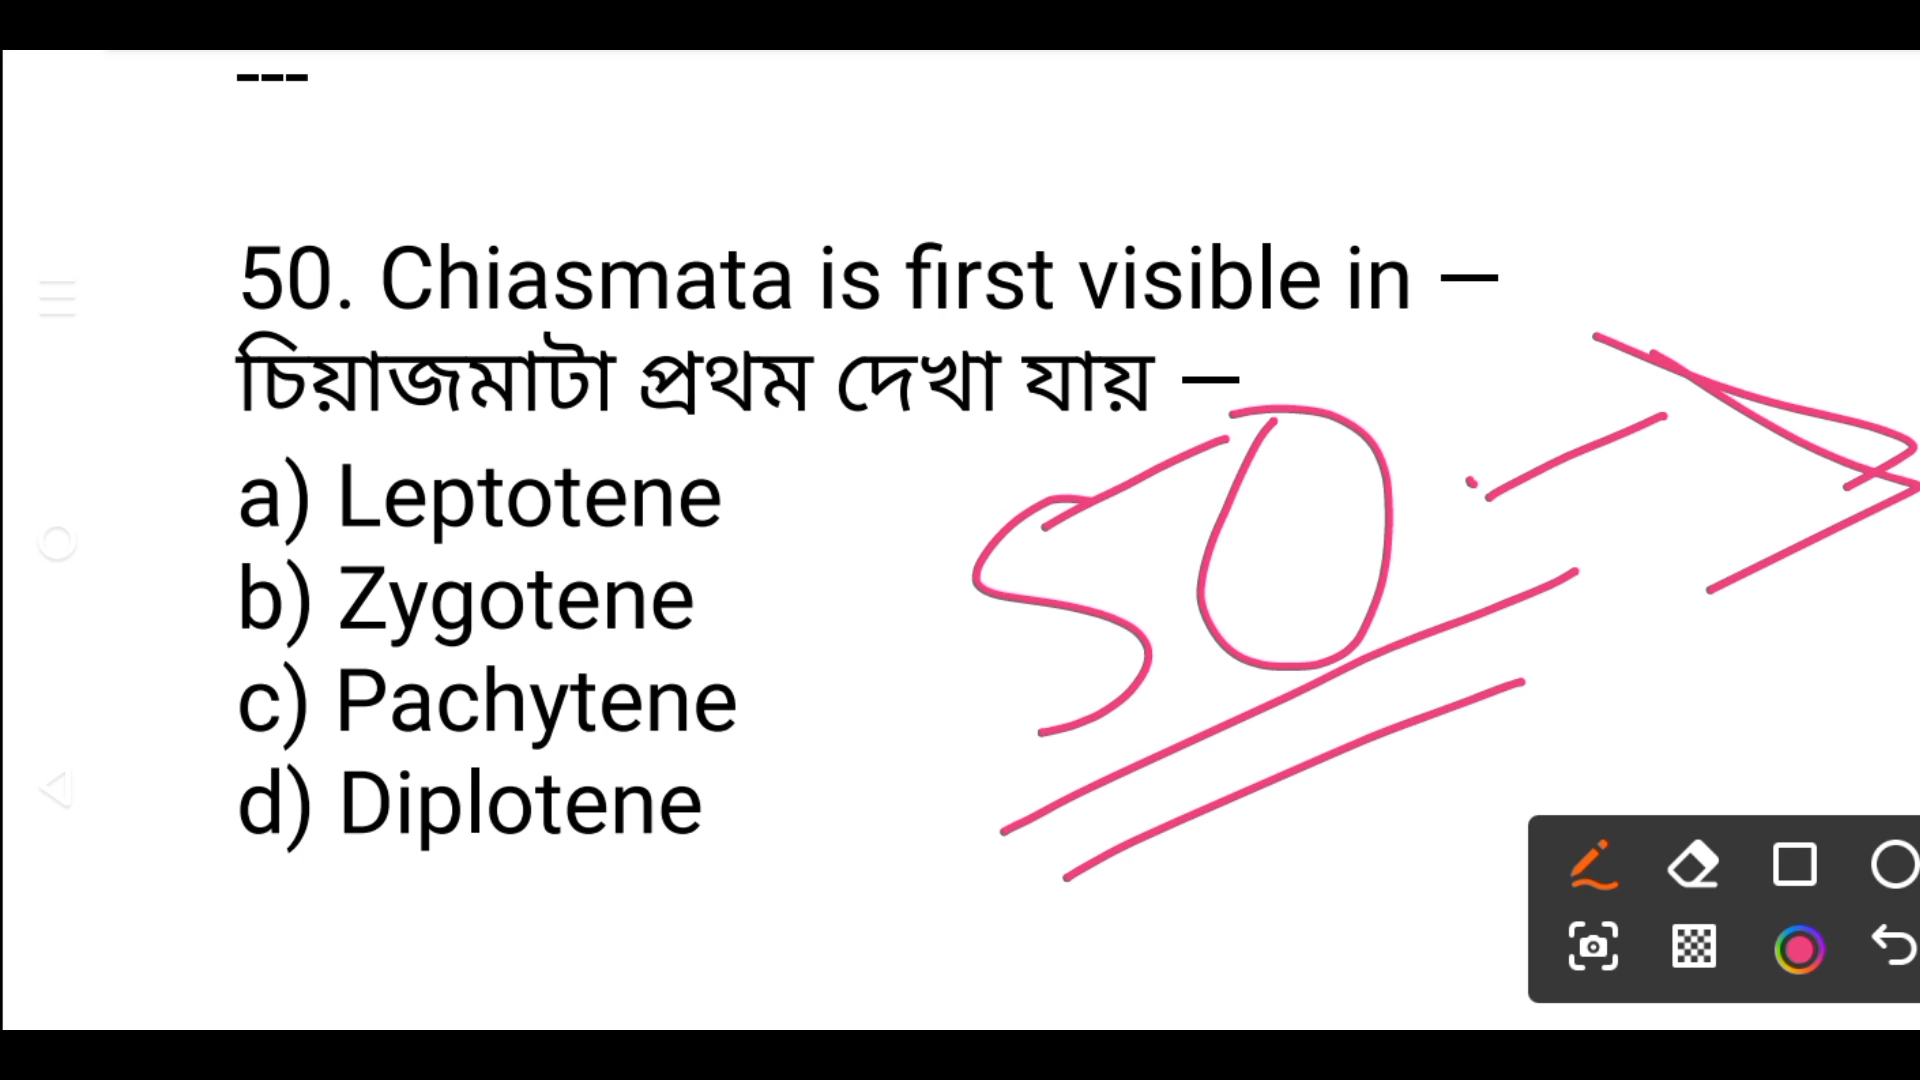 ---
50. Chiasmata is first visible in —
চিয়াজমাটা প্রথম দেখা যায় —
a) Leptotene
b) Zygotene
c) Pachytene
d) Diplotene
50